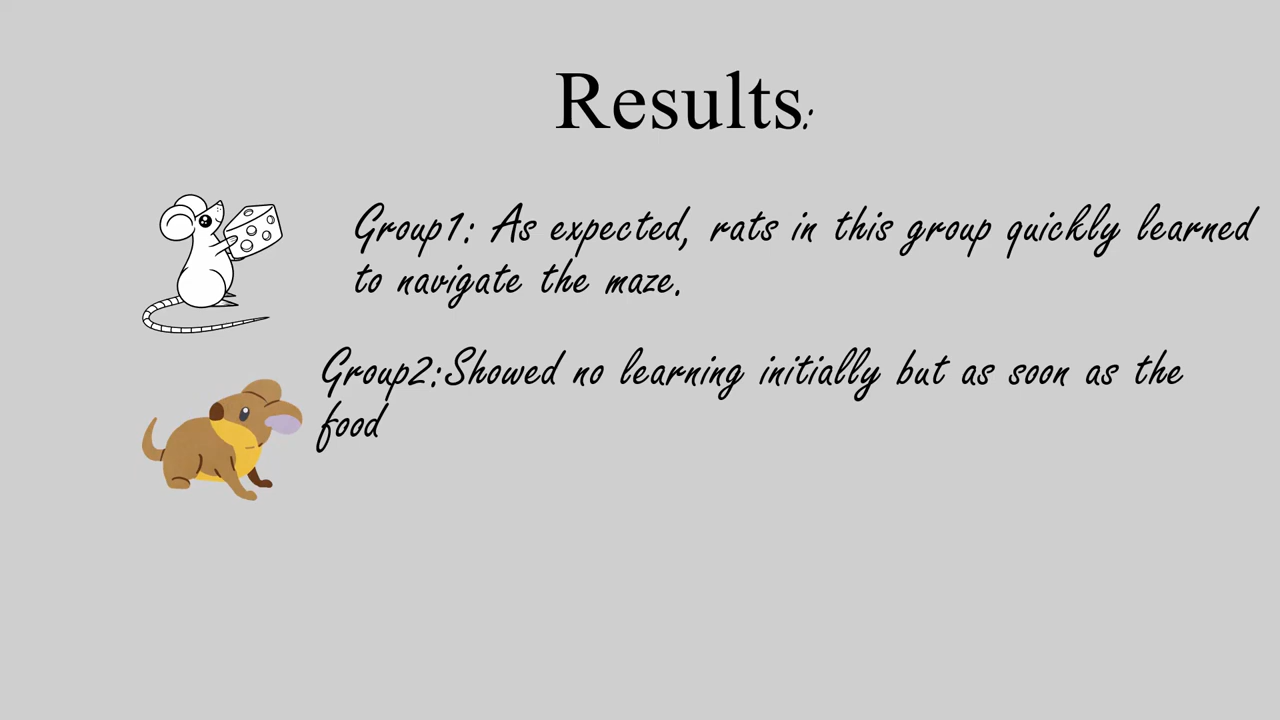 Results:
Group1: As expected, rats in this group quickly learned
to navigate the maze.
Group2:Showed no learning initially but as soon as the
food